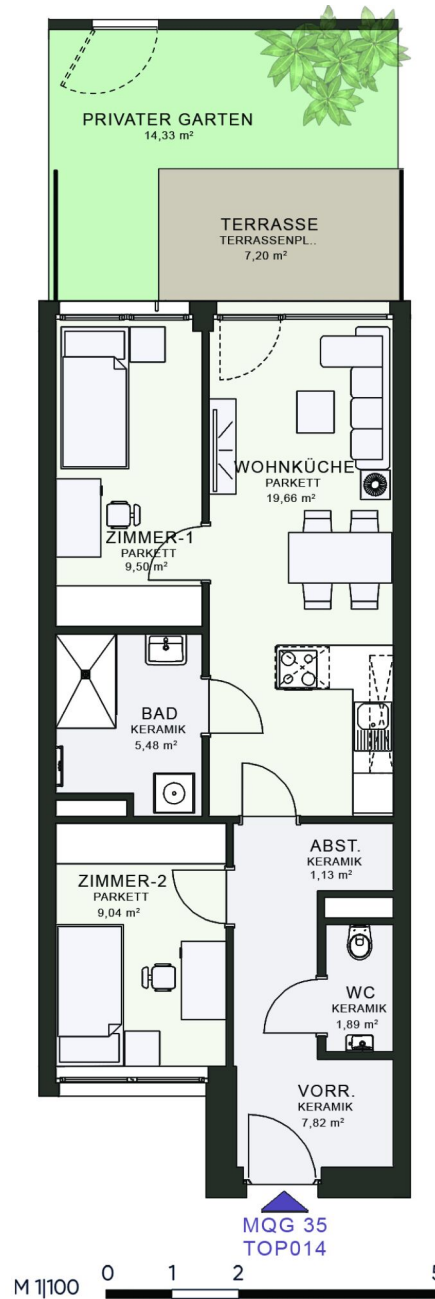 PRIVATER GARTEN
14,33 m²
TERRASSE
TERRASSENPL..
7,20 m²
WOHNKÜCHE
PARKETT
19,66 m²
ZIMMER-1
PARKETT
9,50 m²
BAD
KERAMIK
5,48 m²
ABST.
KERAMIK
1,13 m²
ZIMMER-2
PARKETT
9,04 m²
WC
KERAMIK
1,89 m²
VORR.
KERAMIK
7,82 m²
MQG 35
TOP014
M 1|100 0 1 2 5